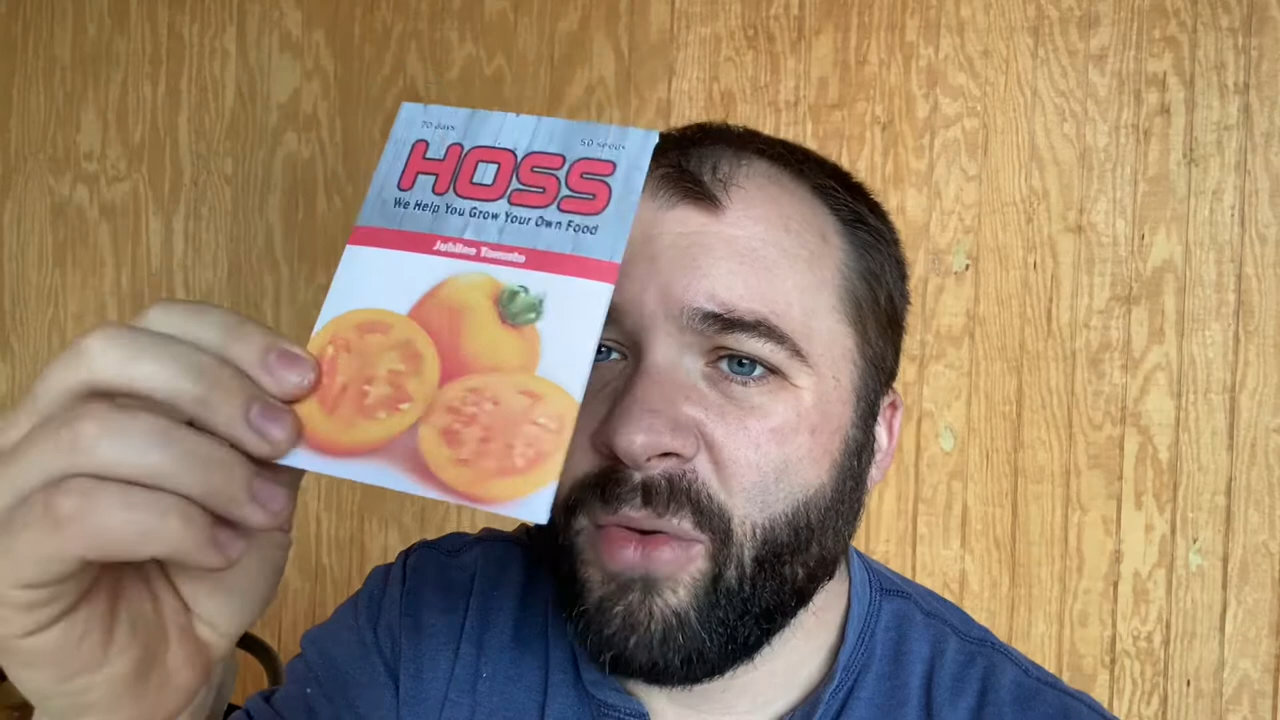 70 days
50 seeds
HOSS
We Help You Grow Your Own Food
Jubilee Tomato